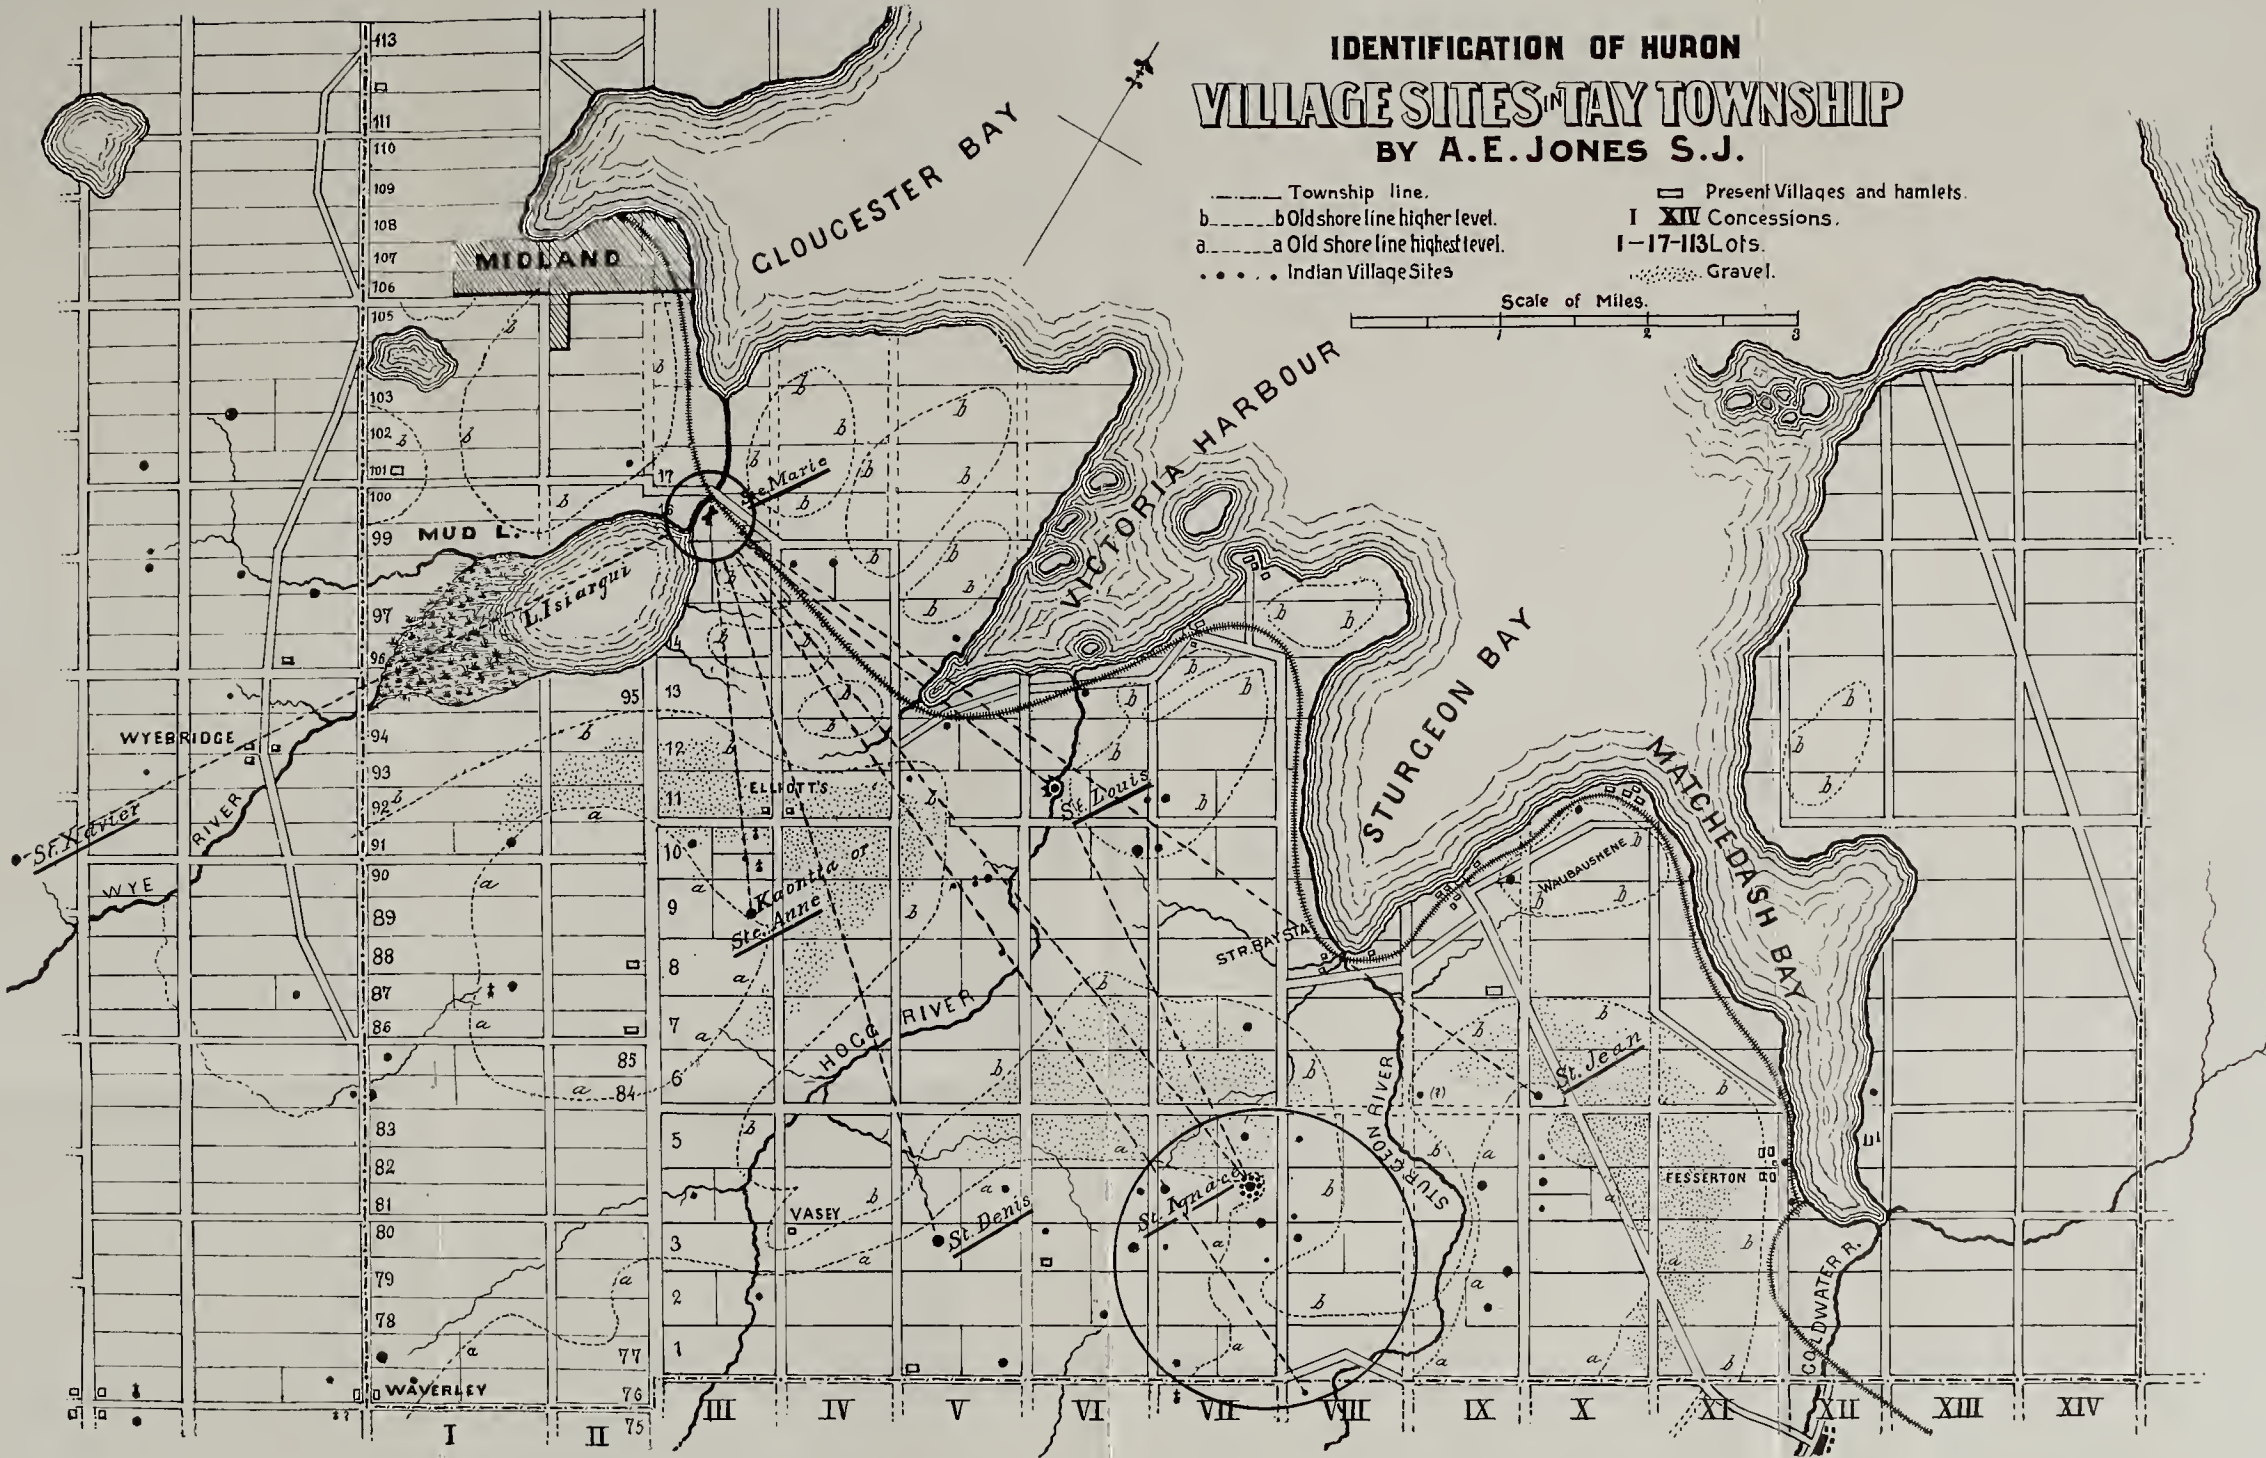 IDENTIFICATION OF HURON
VILLAGE SITES IN TAY TOWNSHIP
BY A.E. JONES S.J.
Township line.
b b Old shore line higher level.
a a Old shore line highest level.
Indian Village Sites
Present Villages and hamlets.
I XIV Concessions.
1-17-113 Lots.
Gravel.
Scale of Miles.
1 2 3
GLOUCESTER BAY
MIDLAND
VICTORIA HARBOUR
STURGEON BAY
MATCHEDASH BAY
Ste. Marie
MUD L.
L. Isiargui
WYEBRIDGE
St. Xavier
WYE
RIVER
ELLIOTT'S
Kaontia or
Ste. Anne
St. Louis
STR. BAY STA.
WAUBAUSHENE
HOGG RIVER
St. Jean
STURGEON RIVER
FESSERTON
St. Ignace
St. Denis
VASEY
WAVERLEY
COLDWATER R.
113
111
110
109
108
107
106
105
103
102
101
100
99
97
96
95
94
93
92
91
90
89
88
87
86
85
84
83
82
81
80
79
78
77
76
75
17
16
14
13
12
11
10
9
8
7
6
5
3
2
1
(?)
I II III IV V VI VII VIII IX X XI XII XIII XIV